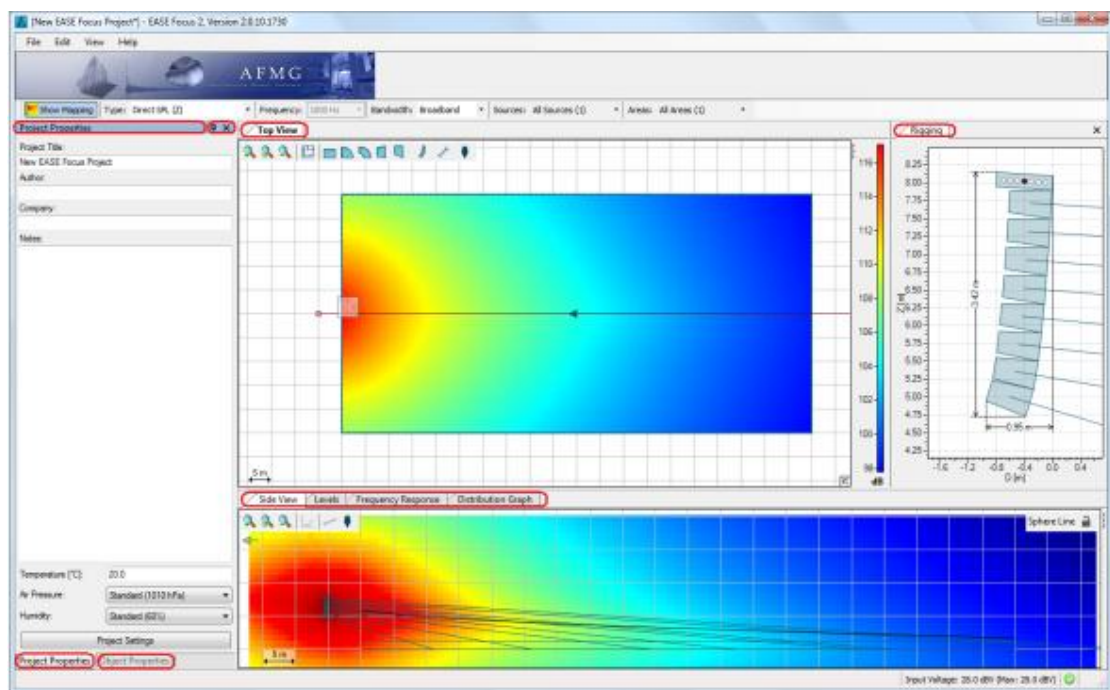 [New EASE Focus Project*] - EASE Focus 2, Version 2.0.10.1730
File Edit View Help
AFMG
Show Mapping Type: Direct SPL (Z) Frequency: 1000 Hz Bandwidth: Broadband Sources: All Sources (1) Areas: All Areas (1)
Project Properties
Project Title:
New EASE Focus Project
Author:
Company:
Notes:
Temperature [°C]: 20.0
Air Pressure: Standard (1010 hPa)
Humidity: Standard (60%)
Project Settings
Project Properties Object Properties
Top View
116
114
112
110
108
106
104
102
100
98
dB
5 m
Side View Levels Frequency Response Distribution Graph
Sphere Line
5 m
Rigging
8.25
8.00
7.75
7.50
7.25
7.00
6.75
6.50
6.25
6.00
5.75
5.50
5.25
5.00
4.75
4.50
4.25
Z [m]
3.42 m
0.95 m
-1.6 -1.2 -0.8 -0.4 0.0 0.4
D [m]
Input Voltage: 28.0 dBV (Max: 28.0 dBV)